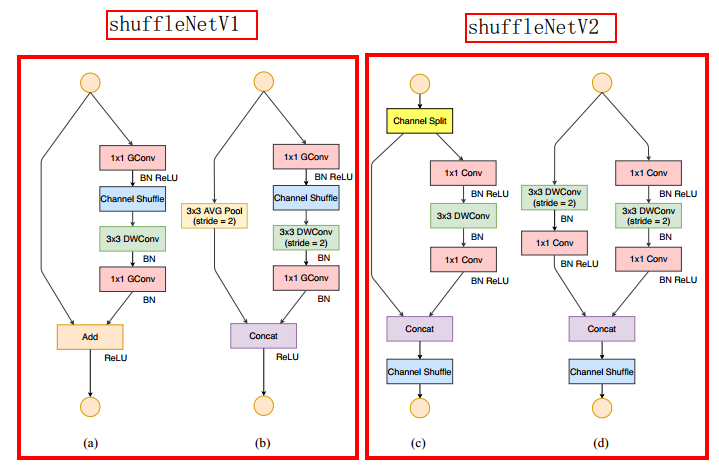 shuffleNetV1
1x1 GConv
BN ReLU
Channel Shuffle
3x3 DWConv
BN
1x1 GConv
BN
Add
ReLU
(a)
1x1 GConv
BN ReLU
Channel Shuffle
3x3 AVG Pool
(stride = 2)
3x3 DWConv
(stride = 2)
BN
1x1 GConv
BN
Concat
ReLU
(b)
shuffleNetV2
Channel Split
1x1 Conv
BN ReLU
3x3 DWConv
BN
1x1 Conv
BN ReLU
Concat
Channel Shuffle
(c)
3x3 DWConv
(stride = 2)
BN
1x1 Conv
BN ReLU
1x1 Conv
BN ReLU
3x3 DWConv
(stride = 2)
BN
1x1 Conv
BN ReLU
Concat
Channel Shuffle
(d)